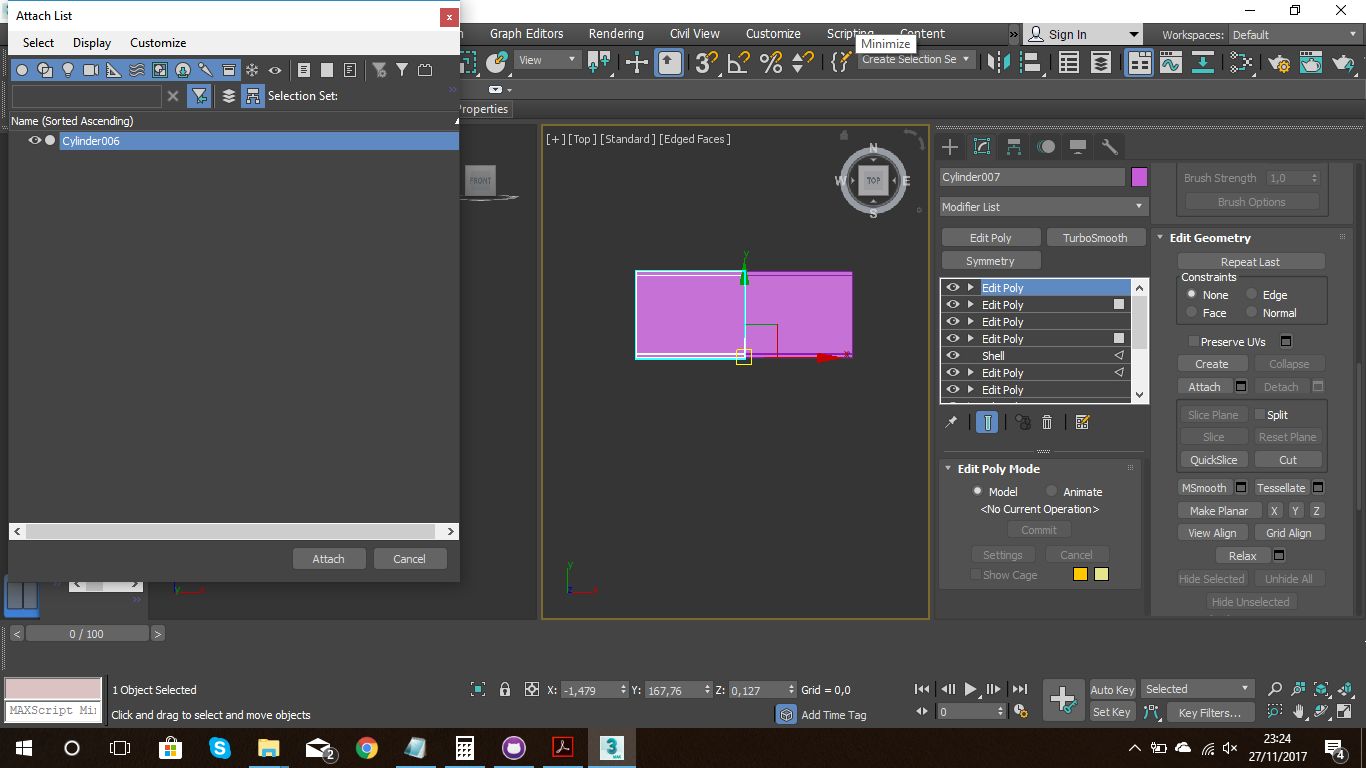 Attach List
x
Select Display Customize
Selection Set:
Name (Sorted Ascending)
Cylinder006
Attach Cancel
Graph Editors Rendering Civil View Customize Scripting Content
Minimize
Sign In
Workspaces: Default
View
Create Selection Se
Properties
FRONT
[+] [Top ] [Standard ] [Edged Faces ]
N
W TOP E
S
y
x
y
z
x
Cylinder007
Modifier List
Edit Poly TurboSmooth
Symmetry
Edit Poly
Edit Poly
Edit Poly
Edit Poly
Shell
Edit Poly
Edit Poly
Edit Poly Mode
Model Animate
<No Current Operation>
Commit
Settings Cancel
Show Cage
Brush Strength 1,0
Brush Options
Edit Geometry
Repeat Last
Constraints
None Edge
Face Normal
Preserve UVs
Create Collapse
Attach Detach
Slice Plane Split
Slice Reset Plane
QuickSlice Cut
MSmooth Tessellate
Make Planar X Y Z
View Align Grid Align
Relax
Hide Selected Unhide All
Hide Unselected
0 / 100
1 Object Selected
MAXScript Mi
Click and drag to select and move objects
X: -1,479 Y: 167,76 Z: 0,127 Grid = 0,0
Add Time Tag
0
Auto Key Selected
Set Key Key Filters...
2
3
MAX
23:24
27/11/2017
4